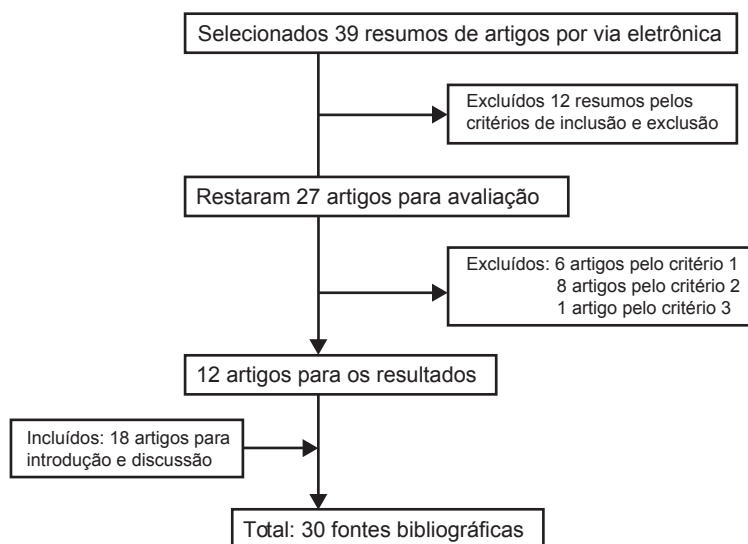 Selecionados 39 resumos de artigos por via eletrônica
Excluídos 12 resumos pelos
critérios de inclusão e exclusão
Restaram 27 artigos para avaliação
Excluídos: 6 artigos pelo critério 1
8 artigos pelo critério 2
1 artigo pelo critério 3
12 artigos para os resultados
Incluídos: 18 artigos para
introdução e discussão
Total: 30 fontes bibliográficas